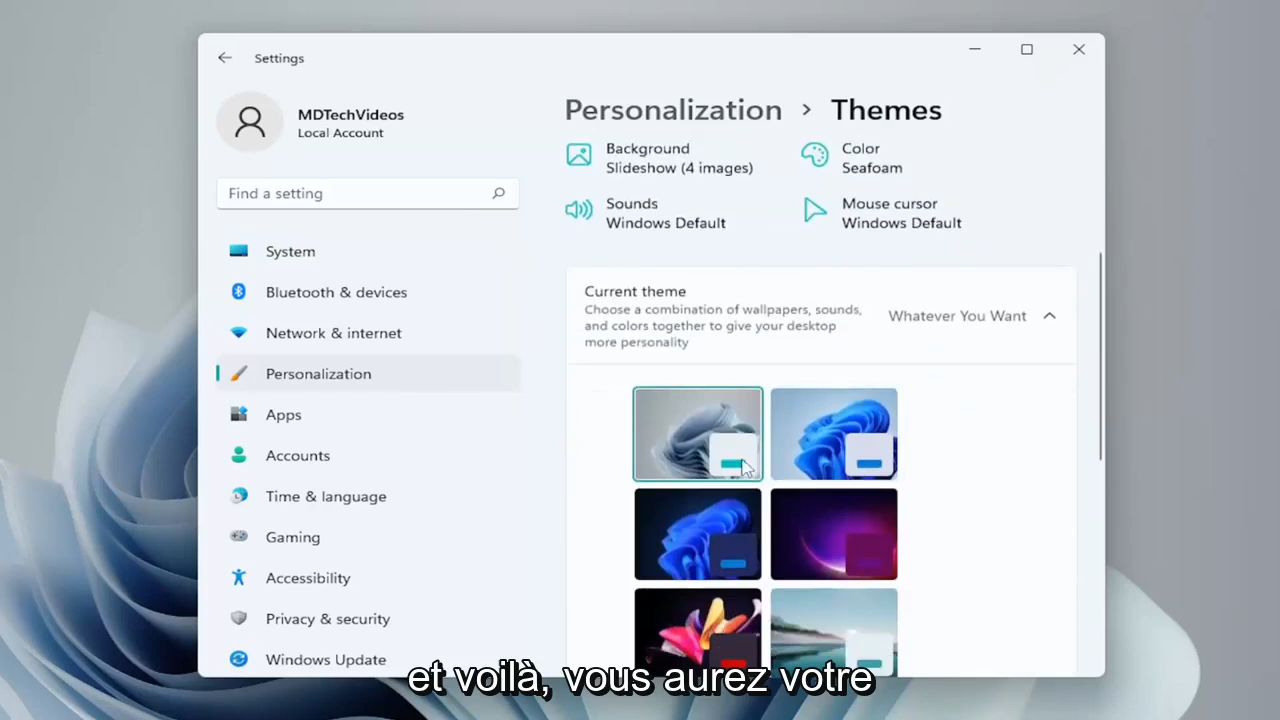 Settings
MDTechVideos
Local Account
Find a setting
System
Bluetooth & devices
Network & internet
Personalization
Apps
Accounts
Time & language
Gaming
Accessibility
Privacy & security
Windows Update
Personalization > Themes
Background
Slideshow (4 images)
Color
Seafoam
Sounds
Windows Default
Mouse cursor
Windows Default
Current theme
Choose a combination of wallpapers, sounds,
and colors together to give your desktop
more personality
Whatever You Want
et voilà, vous aurez votre